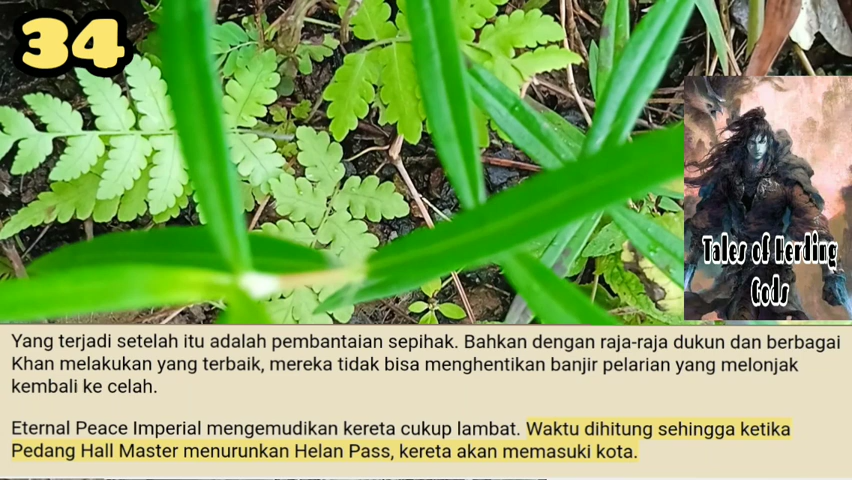 34
Tales of Herding
Gods
Yang terjadi setelah itu adalah pembantaian sepihak. Bahkan dengan raja-raja dukun dan berbagai
Khan melakukan yang terbaik, mereka tidak bisa menghentikan banjir pelarian yang melonjak
kembali ke celah.
Eternal Peace Imperial mengemudikan kereta cukup lambat. Waktu dihitung sehingga ketika
Pedang Hall Master menurunkan Helan Pass, kereta akan memasuki kota.